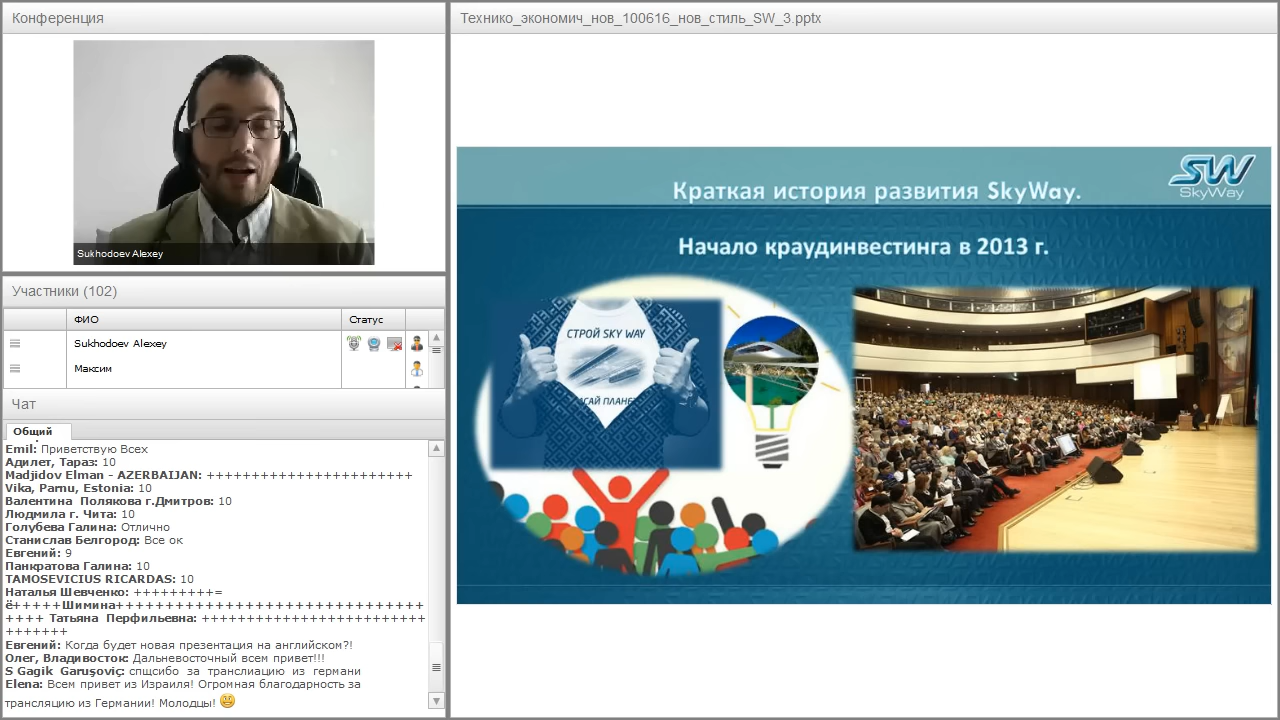 Конференция
Sukhodoev Alexey
Участники (102)
ФИО
Статус
Sukhodoev Alexey
Максим
Чат
Общий
Emil: Приветствую Всех
Адилет, Тараз: 10
Madjidov Elman - AZERBAIJAN: ++++++++++++++++++++++
Vika, Parnu, Estonia: 10
Валентина Полякова г.Дмитров: 10
Людмила г. Чита: 10
Голубева Галина: Отлично
Станислав Белгород: Все ок
Евгений: 9
Панкратова Галина: 10
TAMOSEVICIUS RICARDAS: 10
Наталья Шевченко: +++++++++=
ё+++++Шимина++++++++++++++++++++++++++++++++
++++ Татьяна Перфильевна: ++++++++++++++++++++++++
+++++++
Евгений: Когда будет новая презентация на английском?!
Олег, Владивосток: Дальневосточный всем привет!!!
S Gagik Garuşoviç: спщсибо за транслиацию из германи
Elena: Всем привет из Израиля! Огромная благодарность за
трансляцию из Германии! Молодцы!
Технико_экономич_нов_100616_нов_стиль_SW_3.pptx
SW
SkyWay
Краткая история развития SkyWay.
Начало краудинвестинга в 2013 г.
СТРОЙ SKY WAY
АСАЙ ПЛАНЕ